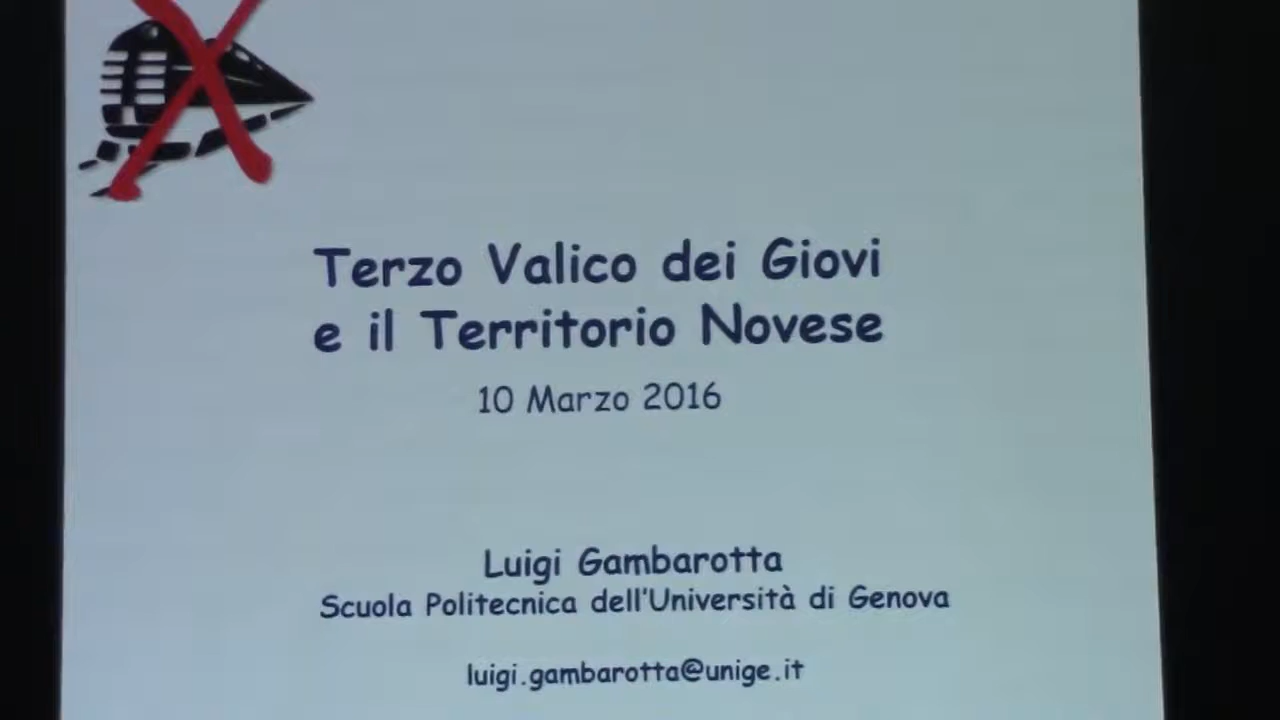 Terzo Valico dei Giovi
e il Territorio Novese
10 Marzo 2016
Luigi Gambarotta
Scuola Politecnica dell'Università di Genova
luigi.gambarotta@unige.it